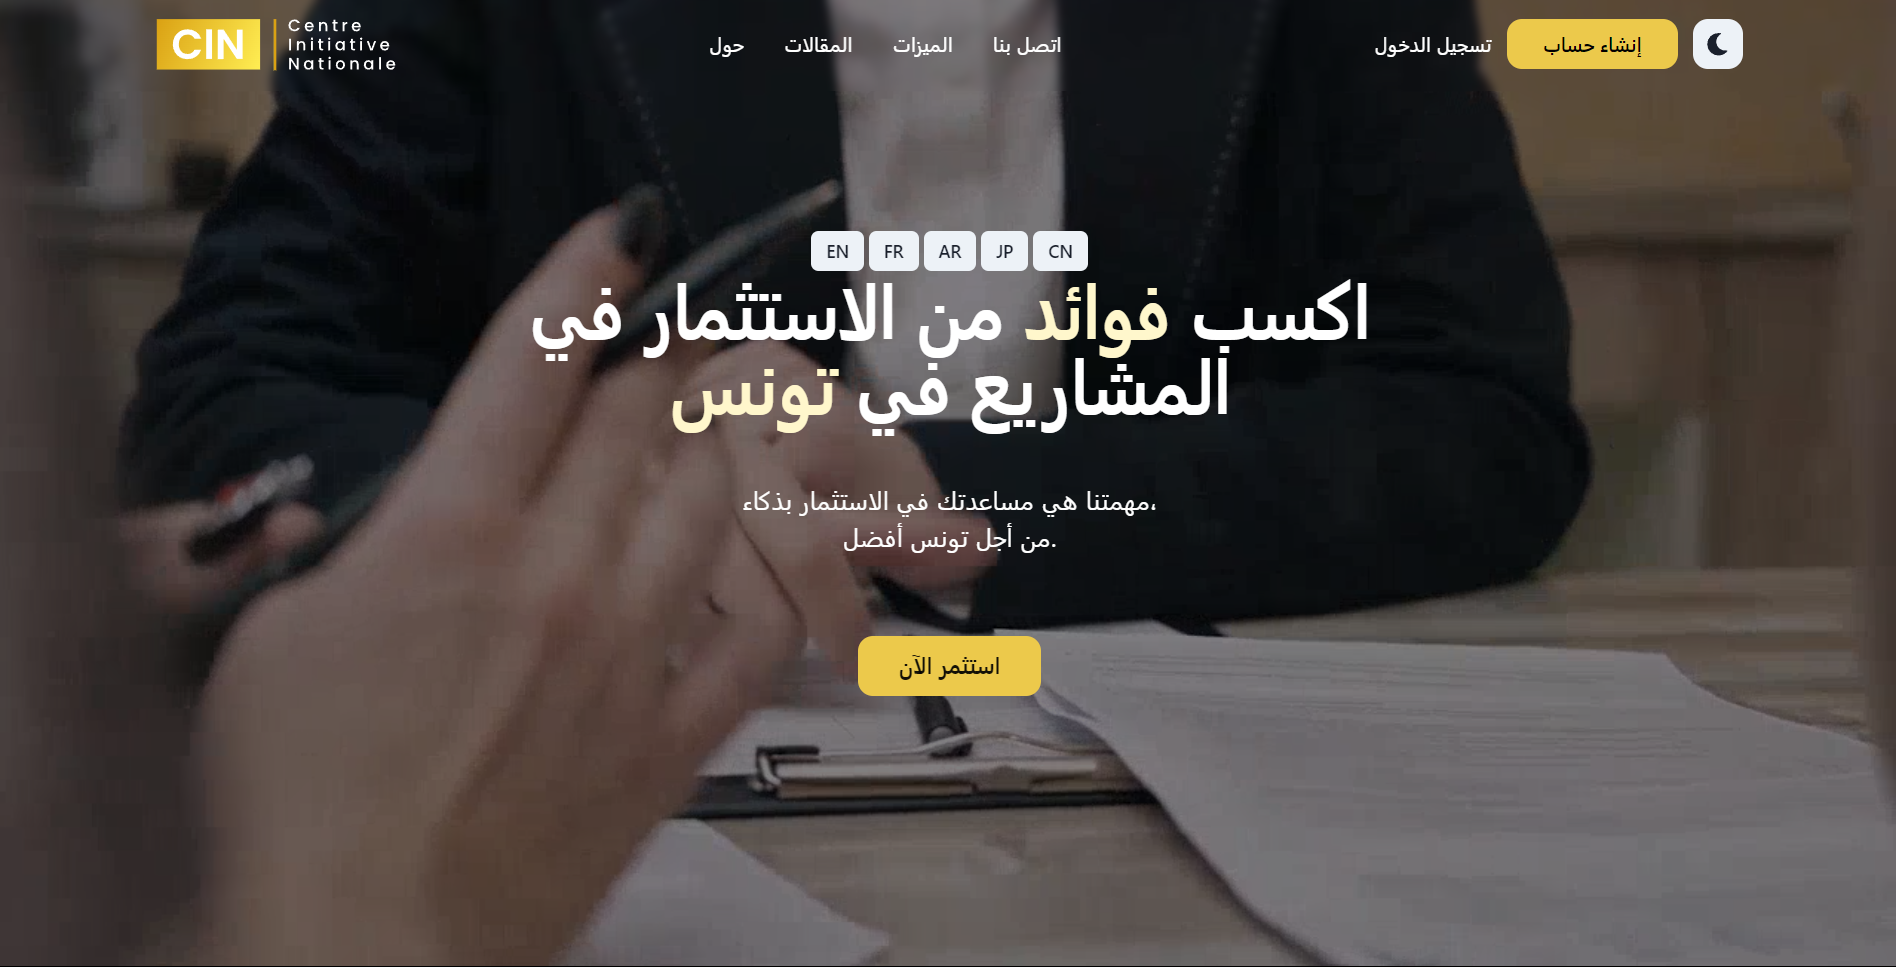 CIN
Centre
Initiative
Nationale
حول
المقالات
الميزات
اتصل بنا
تسجيل الدخول
إنشاء حساب
EN FR AR JP CN
اكسب فوائد من الاستثمار في
المشاريع في تونس
مهمتنا هي مساعدتك في الاستثمار بذكاء،
من أجل تونس أفضل.
استثمر الآن